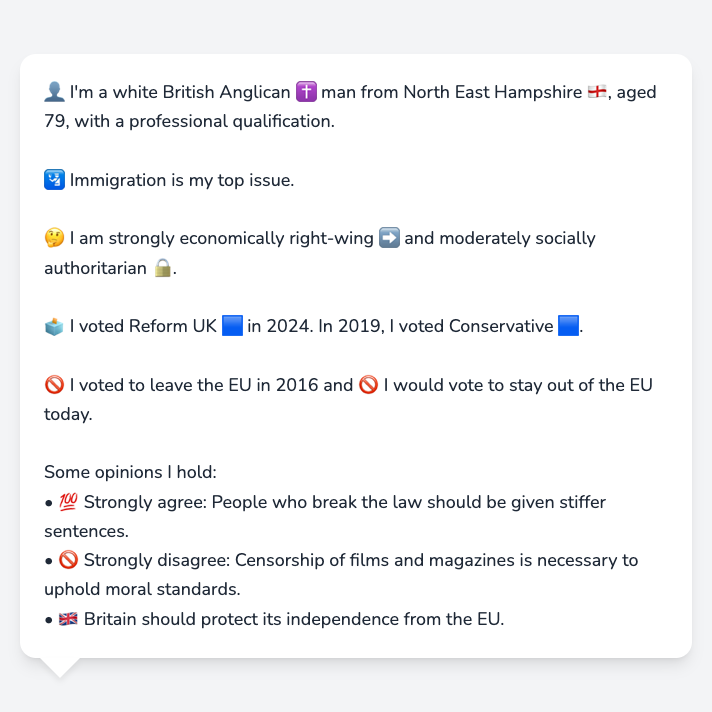 👤 I'm a white British Anglican ✝️ man from North East Hampshire 🏴󠁧󠁢󠁥󠁮󠁧󠁿, aged
79, with a professional qualification.
🛂 Immigration is my top issue.
🤔 I am strongly economically right-wing ➡️ and moderately socially
authoritarian 🔒.
🗳️ I voted Reform UK 🟦 in 2024. In 2019, I voted Conservative 🟦.
🚫 I voted to leave the EU in 2016 and 🚫 I would vote to stay out of the EU
today.
Some opinions I hold:
• 💯 Strongly agree: People who break the law should be given stiffer
sentences.
• 🚫 Strongly disagree: Censorship of films and magazines is necessary to
uphold moral standards.
• 🇬🇧 Britain should protect its independence from the EU.